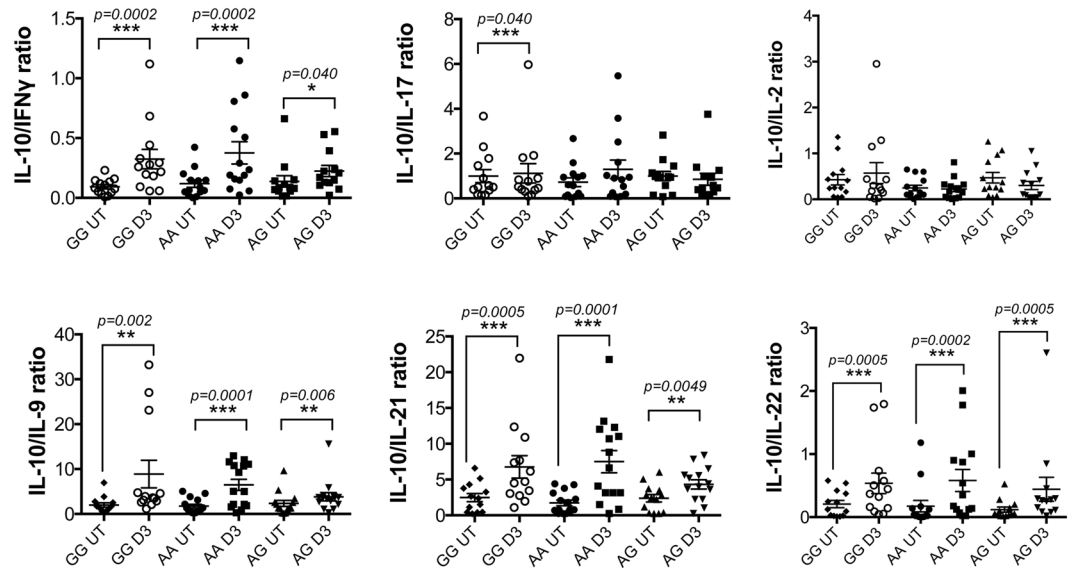 p=0.0002
***
p=0.0002
***
p=0.040
*
IL-10/IFNγ ratio
1.5
1.0
0.5
0.0
GG UT
GG D3
AA UT
AA D3
AG UT
AG D3
p=0.040
***
IL-10/IL-17 ratio
8
6
4
2
0
GG UT
GG D3
AA UT
AA D3
AG UT
AG D3
IL-10/IL-2 ratio
4
3
2
1
0
GG UT
GG D3
AA UT
AA D3
AG UT
AG D3
p=0.002
**
p=0.0001
***
p=0.006
**
IL-10/IL-9 ratio
40
30
20
10
0
GG UT
GG D3
AA UT
AA D3
AG UT
AG D3
p=0.0005
***
p=0.0001
***
p=0.0049
**
IL-10/IL-21 ratio
25
20
15
10
5
0
GG UT
GG D3
AA UT
AA D3
AG UT
AG D3
p=0.0005
***
p=0.0002
***
p=0.0005
***
IL-10/IL-22 ratio
3
2
1
0
GG UT
GG D3
AA UT
AA D3
AG UT
AG D3